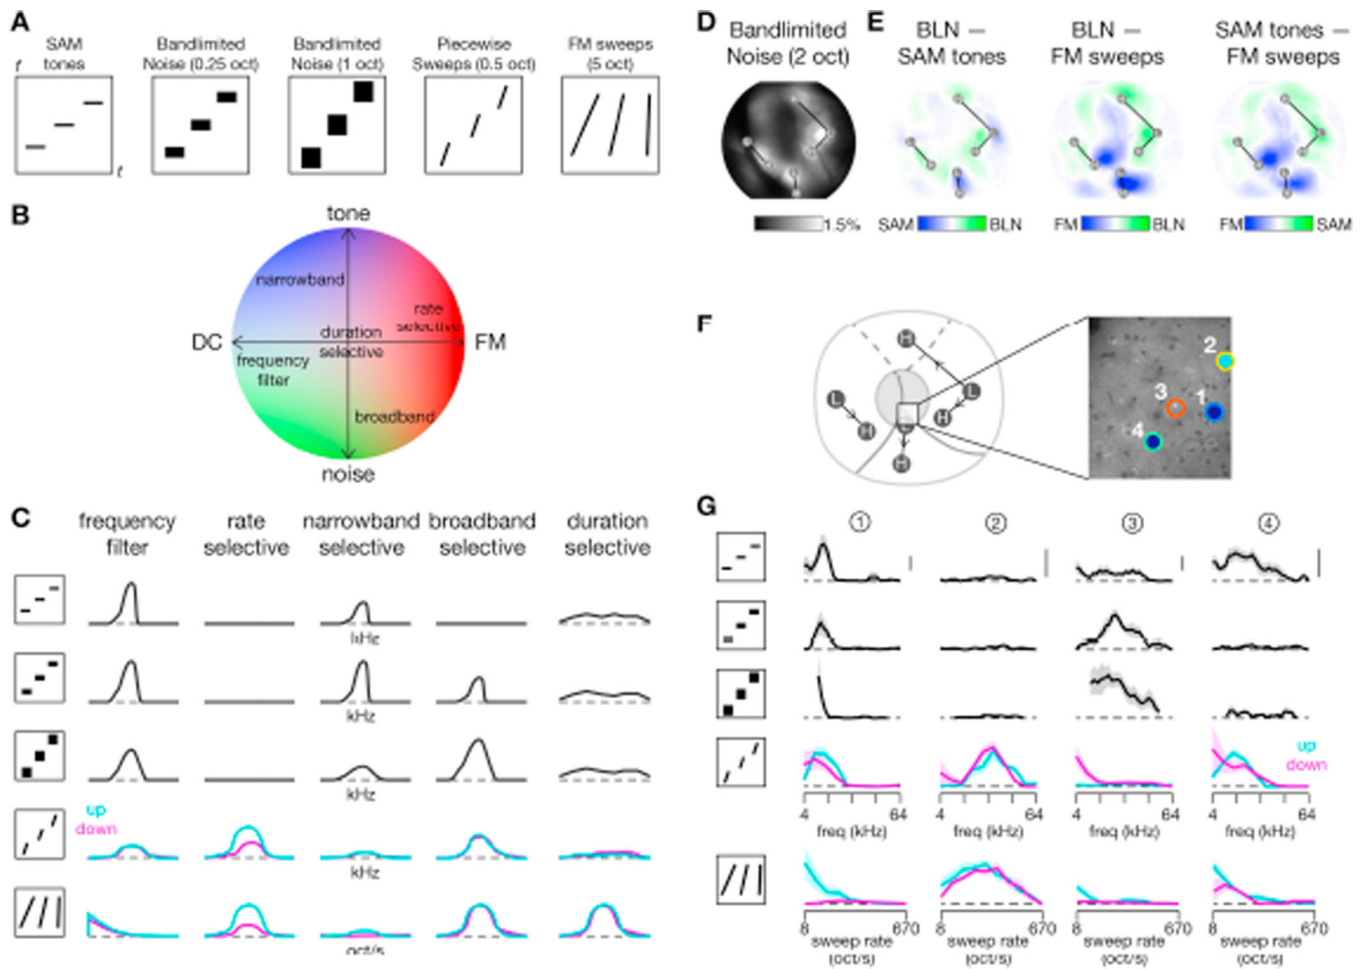 A
SAM
tones
Bandlimited
Noise (0.25 oct)
Bandlimited
Noise (1 oct)
Piecewise
Sweeps (0.5 oct)
FM sweeps
(5 oct)
f
t
B
tone
narrowband
rate
selective
DC
duration
selective
FM
frequency
filter
broadband
noise
C
frequency
filter
rate
selective
narrowband
selective
broadband
selective
duration
selective
kHz
kHz
kHz
up
down
kHz
oct/s
D
Bandlimited
Noise (2 oct)
1.5%
E
BLN —
SAM tones
BLN —
FM sweeps
SAM tones —
FM sweeps
SAM
BLN
FM
BLN
FM
SAM
F
H
L
L
H
H
L
H
2
3
1
4
G
1
2
3
4
up
down
4 64
freq (kHz)
4 64
freq (kHz)
4 64
freq (kHz)
4 64
freq (kHz)
8 670
sweep rate
(oct/s)
8 670
sweep rate
(oct/s)
8 670
sweep rate
(oct/s)
8 670
sweep rate
(oct/s)